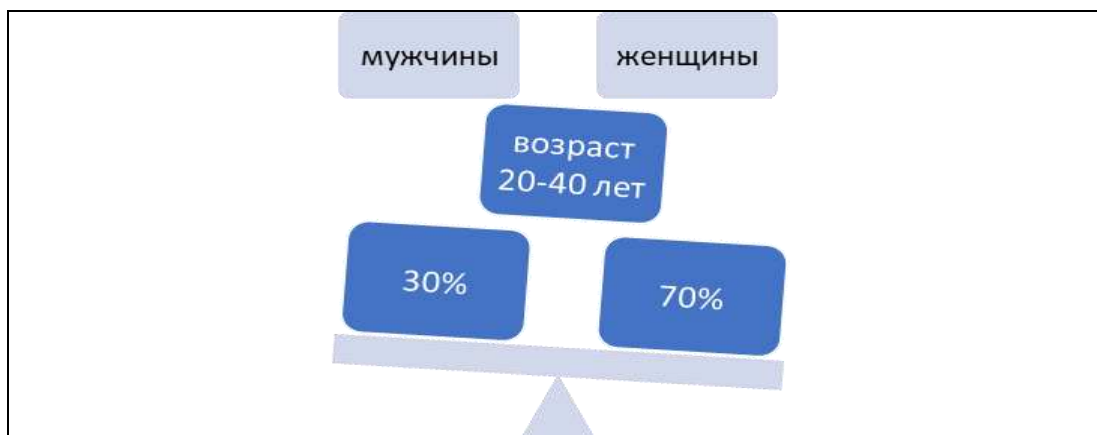 мужчины
женщины
возраст
20-40 лет
30%
70%